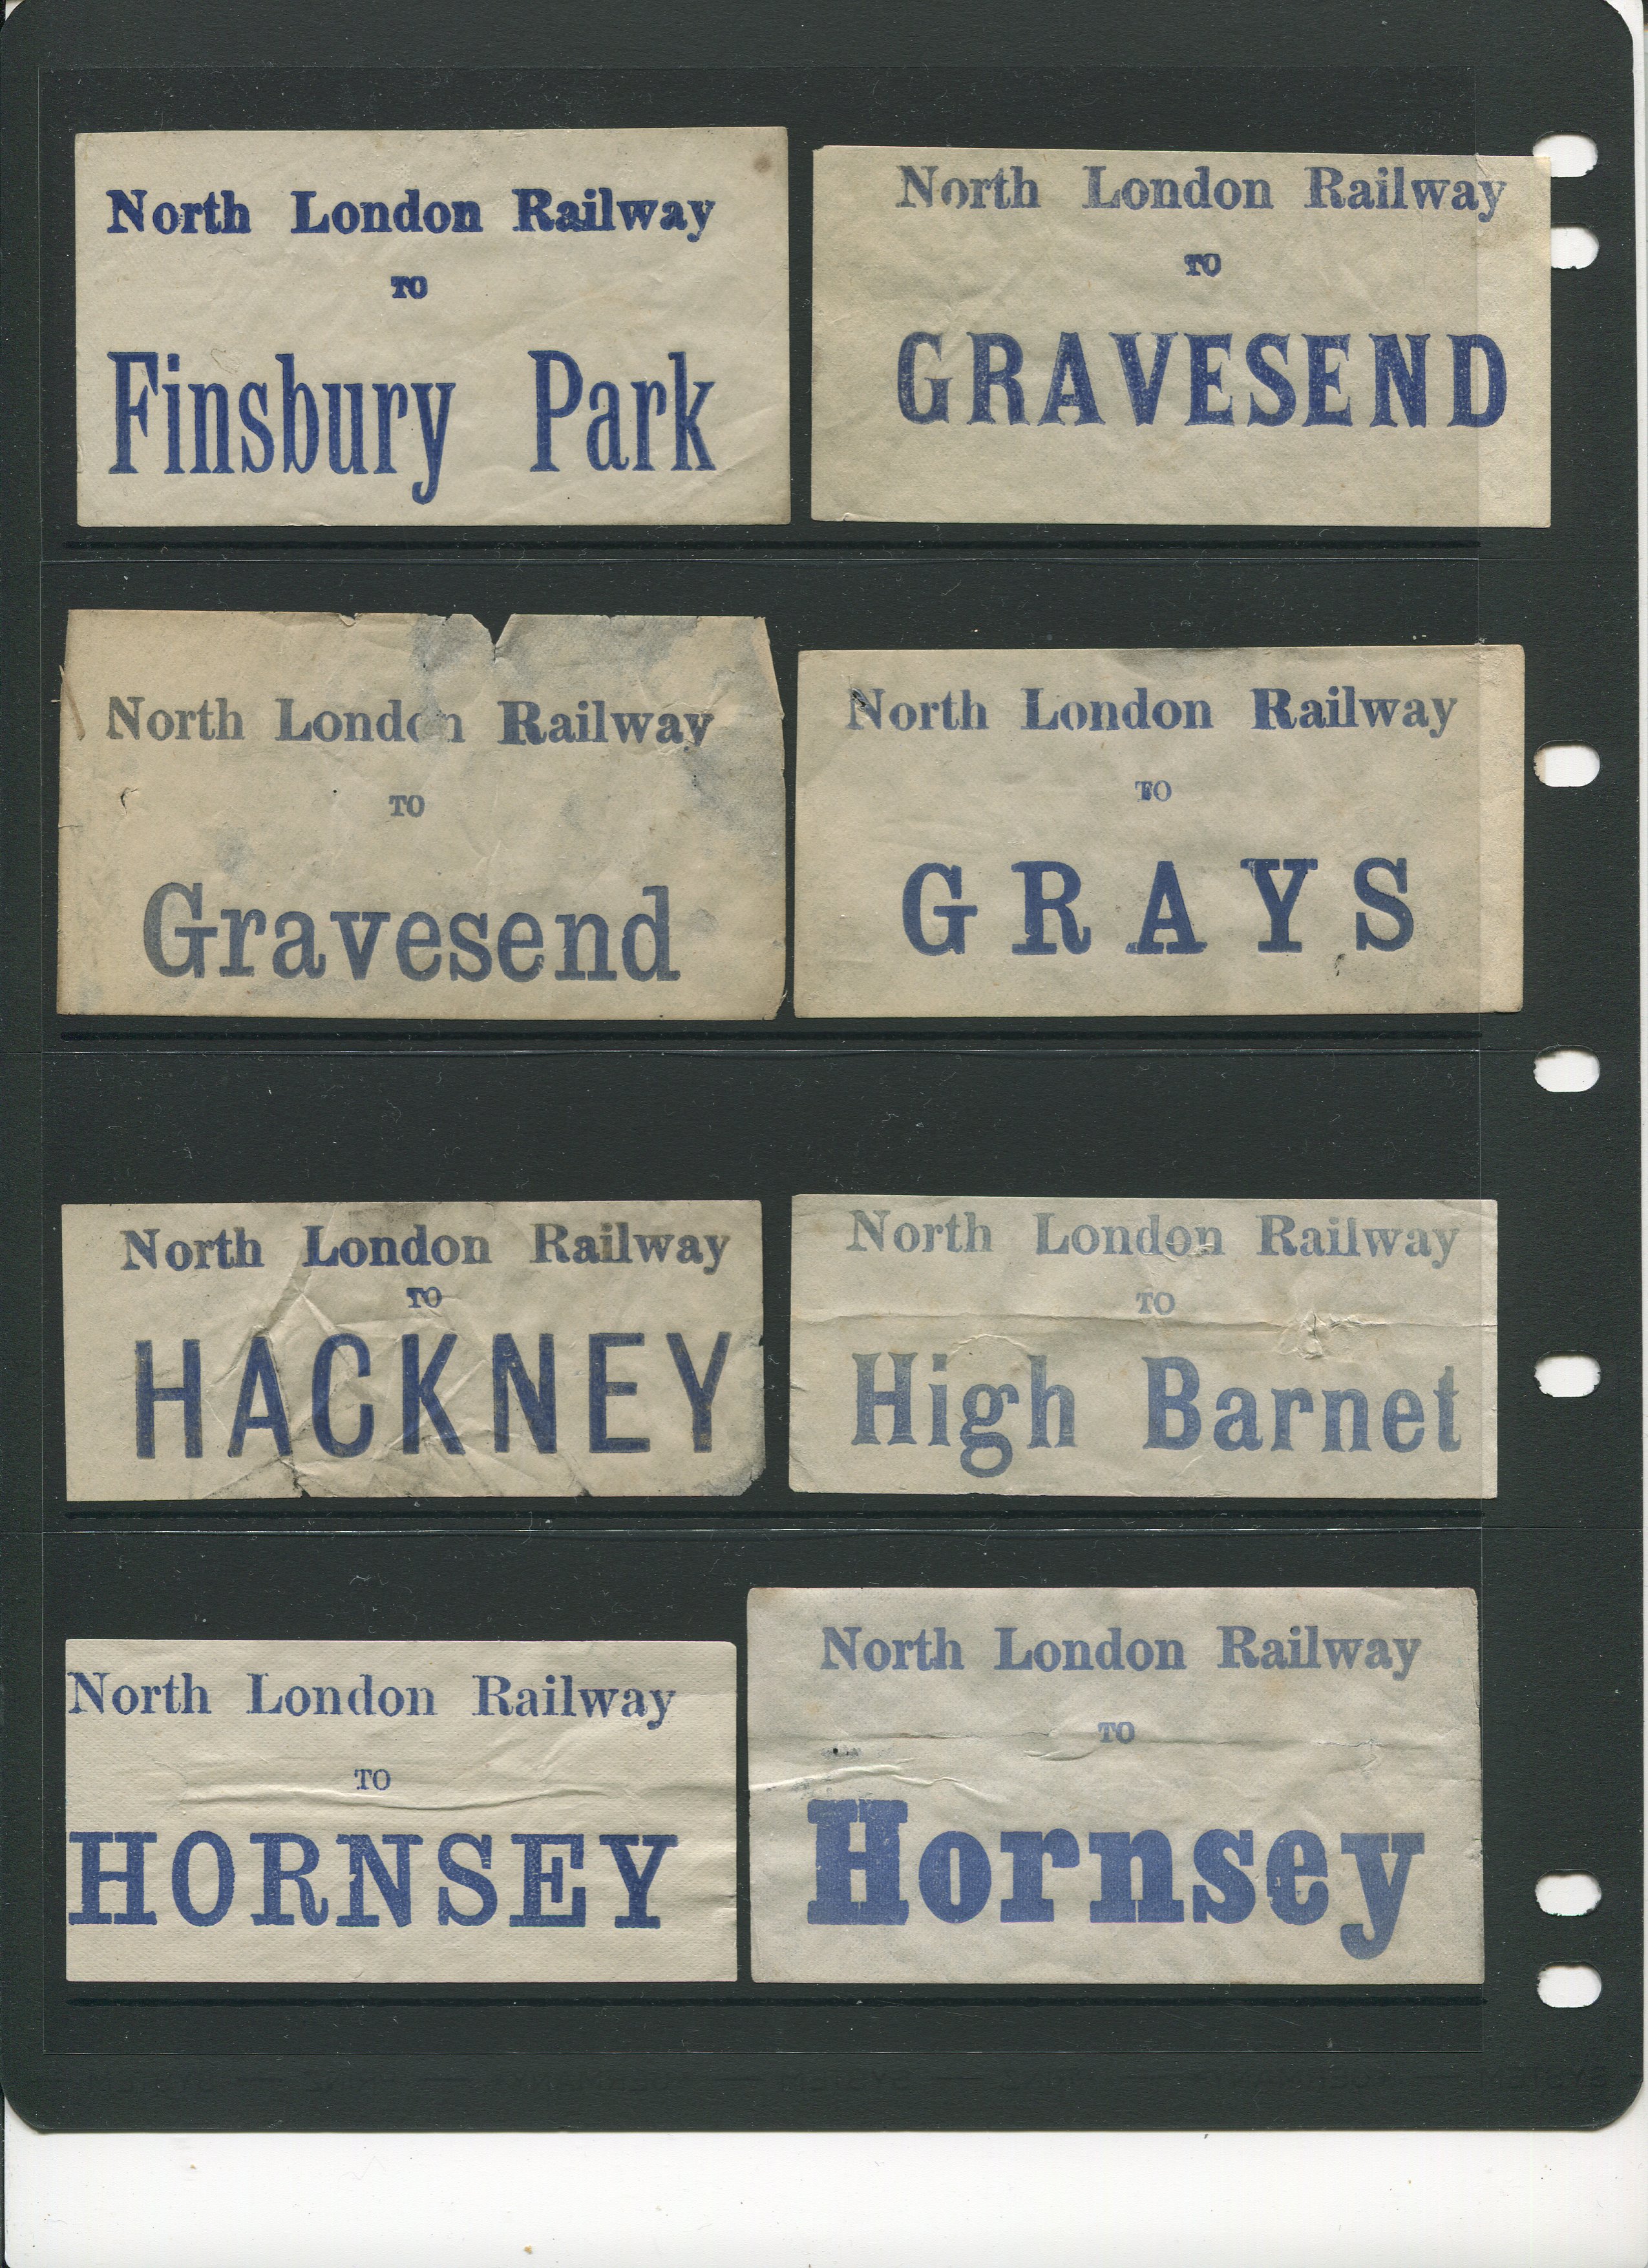 North London Railway
TO
Finsbury Park
North London Railway
TO
GRAVESEND
North London Railway
TO
Gravesend
North London Railway
TO
GRAYS
North London Railway
TO
HACKNEY
North London Railway
TO
High Barnet
North London Railway
TO
HORNSEY
North London Railway
TO
Hornsey